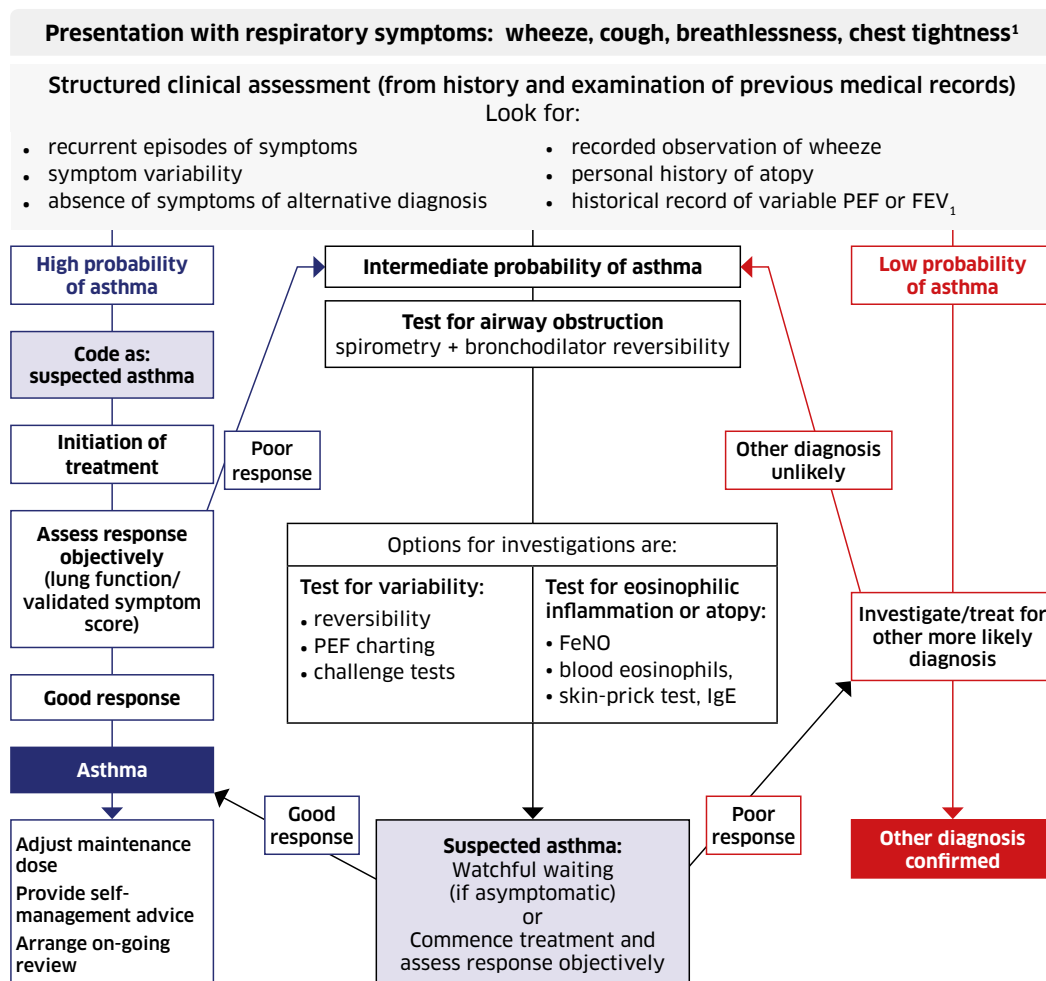 Presentation with respiratory symptoms: wheeze, cough, breathlessness, chest tightness¹
Structured clinical assessment (from history and examination of previous medical records)
Look for:
• recurrent episodes of symptoms
• symptom variability
• absence of symptoms of alternative diagnosis
• recorded observation of wheeze
• personal history of atopy
• historical record of variable PEF or FEV₁
High probability
of asthma
Intermediate probability of asthma
Low probability
of asthma
Test for airway obstruction
spirometry + bronchodilator reversibility
Code as:
suspected asthma
Initiation of
treatment
Poor
response
Other diagnosis
unlikely
Assess response
objectively
(lung function/
validated symptom
score)
Options for investigations are:
Test for variability:
• reversibility
• PEF charting
• challenge tests
Test for eosinophilic
inflammation or atopy:
• FeNO
• blood eosinophils,
• skin-prick test, IgE
Investigate/treat for
other more likely
diagnosis
Good response
Asthma
Good
response
Poor
response
Suspected asthma:
Watchful waiting
(if asymptomatic)
or
Commence treatment and
assess response objectively
Other diagnosis
confirmed
Adjust maintenance
dose
Provide self-
management advice
Arrange on-going
review